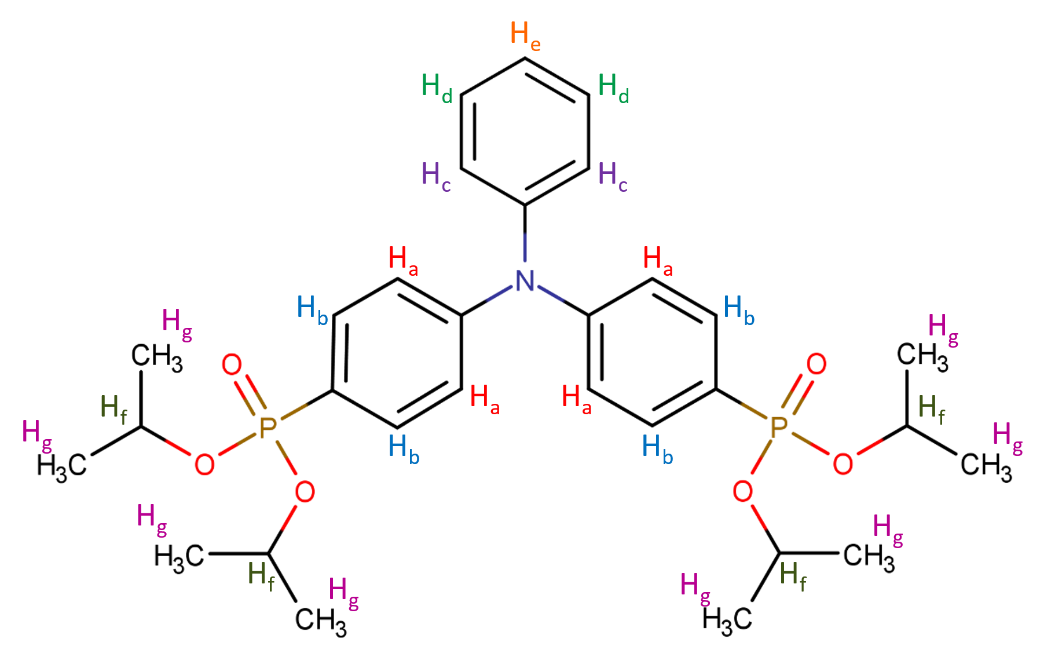 He
Hd Hd
Hc Hc
Ha Ha
N
Hb Hb
Hg Hg
CH3 O O CH3
Ha Ha
Hf Hf
P P
Hg Hb Hb Hg
H3C O O CH3
O O
Hg Hg
H3C CH3
Hf Hf
Hg Hg
CH3 H3C